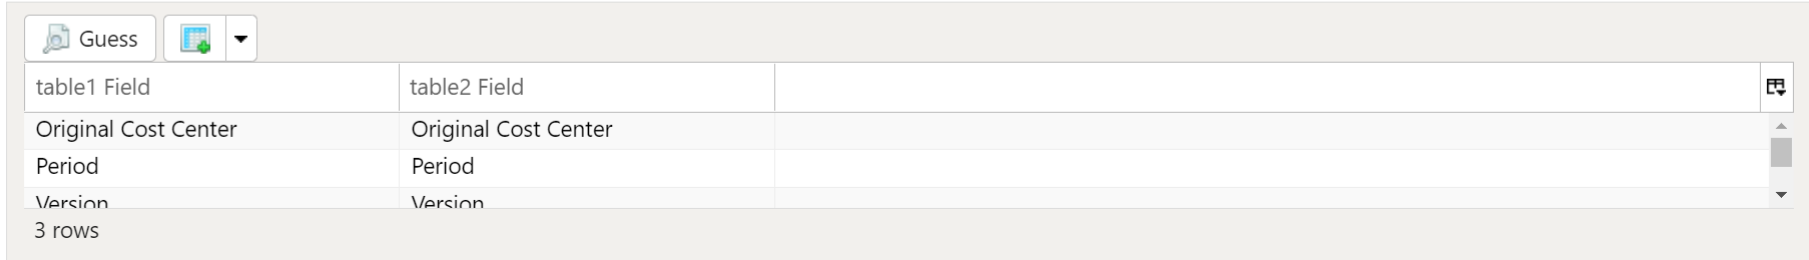 Guess
table1 Field table2 Field
Original Cost Center Original Cost Center
Period Period
Version Version
3 rows